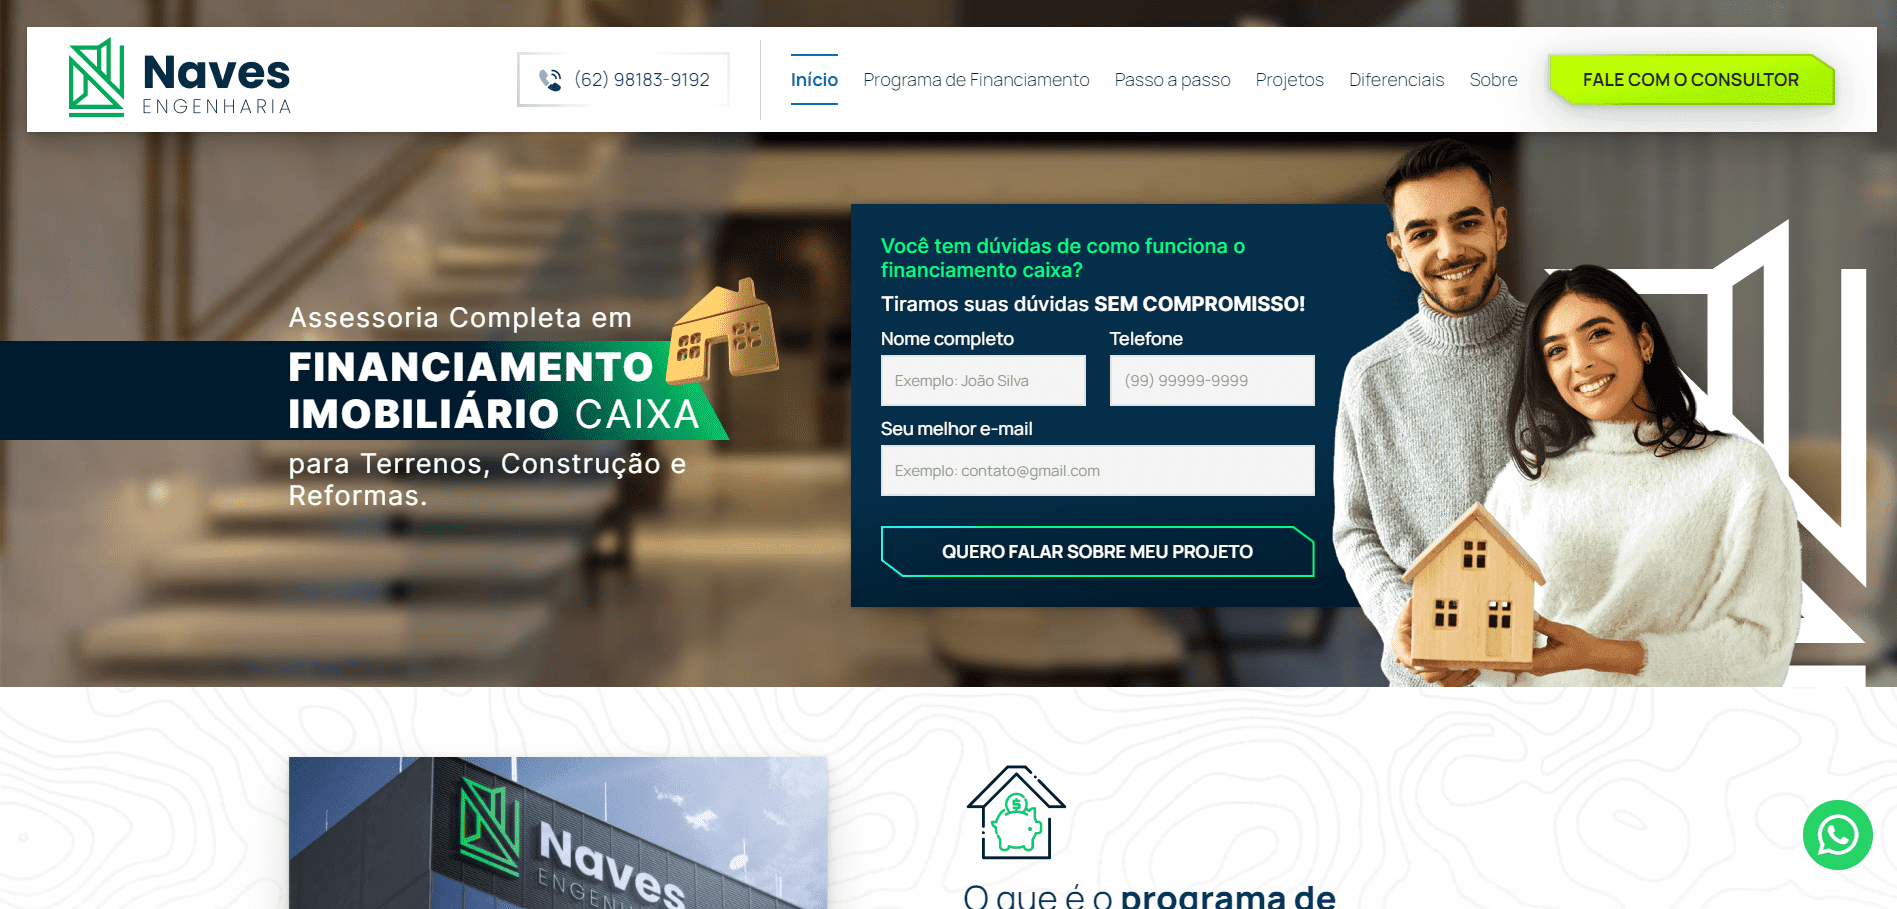 Naves
ENGENHARIA
(62) 98183-9192
Início
Programa de Financiamento
Passo a passo
Projetos
Diferenciais
Sobre
FALE COM O CONSULTOR
Assessoria Completa em
FINANCIAMENTO
IMOBILIÁRIO CAIXA
para Terrenos, Construção e
Reformas.
Você tem dúvidas de como funciona o
financiamento caixa?
Tiramos suas dúvidas SEM COMPROMISSO!
Nome completo
Telefone
Exemplo: João Silva
(99) 99999-9999
Seu melhor e-mail
Exemplo: contato@gmail.com
QUERO FALAR SOBRE MEU PROJETO
Naves
O que é o programa de